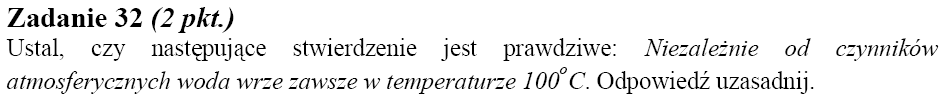 Zadanie 32 (2 pkt.)
Ustal, czy następujące stwierdzenie jest prawdziwe: Niezależnie od czynników
atmosferycznych woda wrze zawsze w temperaturze 100°C. Odpowiedź uzasadnij.